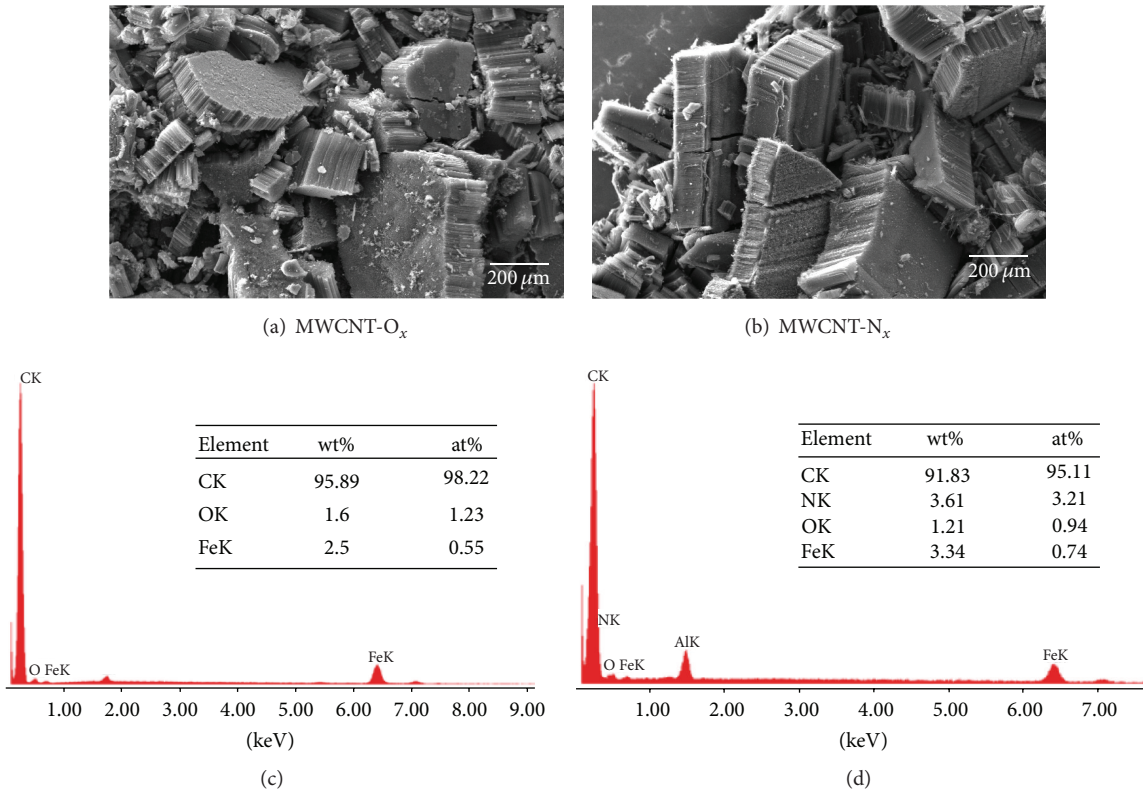 200 μm
200 μm
(a) MWCNT-Oₓ
(b) MWCNT-Nₓ
CK
Element wt% at%
CK 95.89 98.22
OK 1.6 1.23
FeK 2.5 0.55
O FeK
FeK
1.00 2.00 3.00 4.00 5.00 6.00 7.00 8.00 9.00
(keV)
(c)
CK
Element wt% at%
CK 91.83 95.11
NK 3.61 3.21
OK 1.21 0.94
FeK 3.34 0.74
NK
O FeK
AlK
FeK
1.00 2.00 3.00 4.00 5.00 6.00 7.00
(keV)
(d)